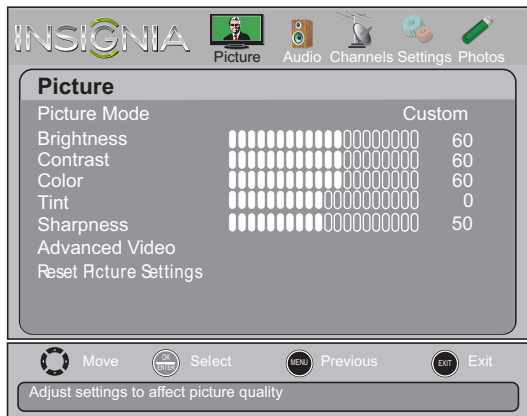 INSIGNIA
Picture Audio Channels Settings Photos
Picture
Picture Mode Custom
Brightness 60
Contrast 60
Color 60
Tint 0
Sharpness 50
Advanced Video
Reset Picture Settings
Move OK ENTER Select MENU Previous EXIT Exit
Adjust settings to affect picture quality